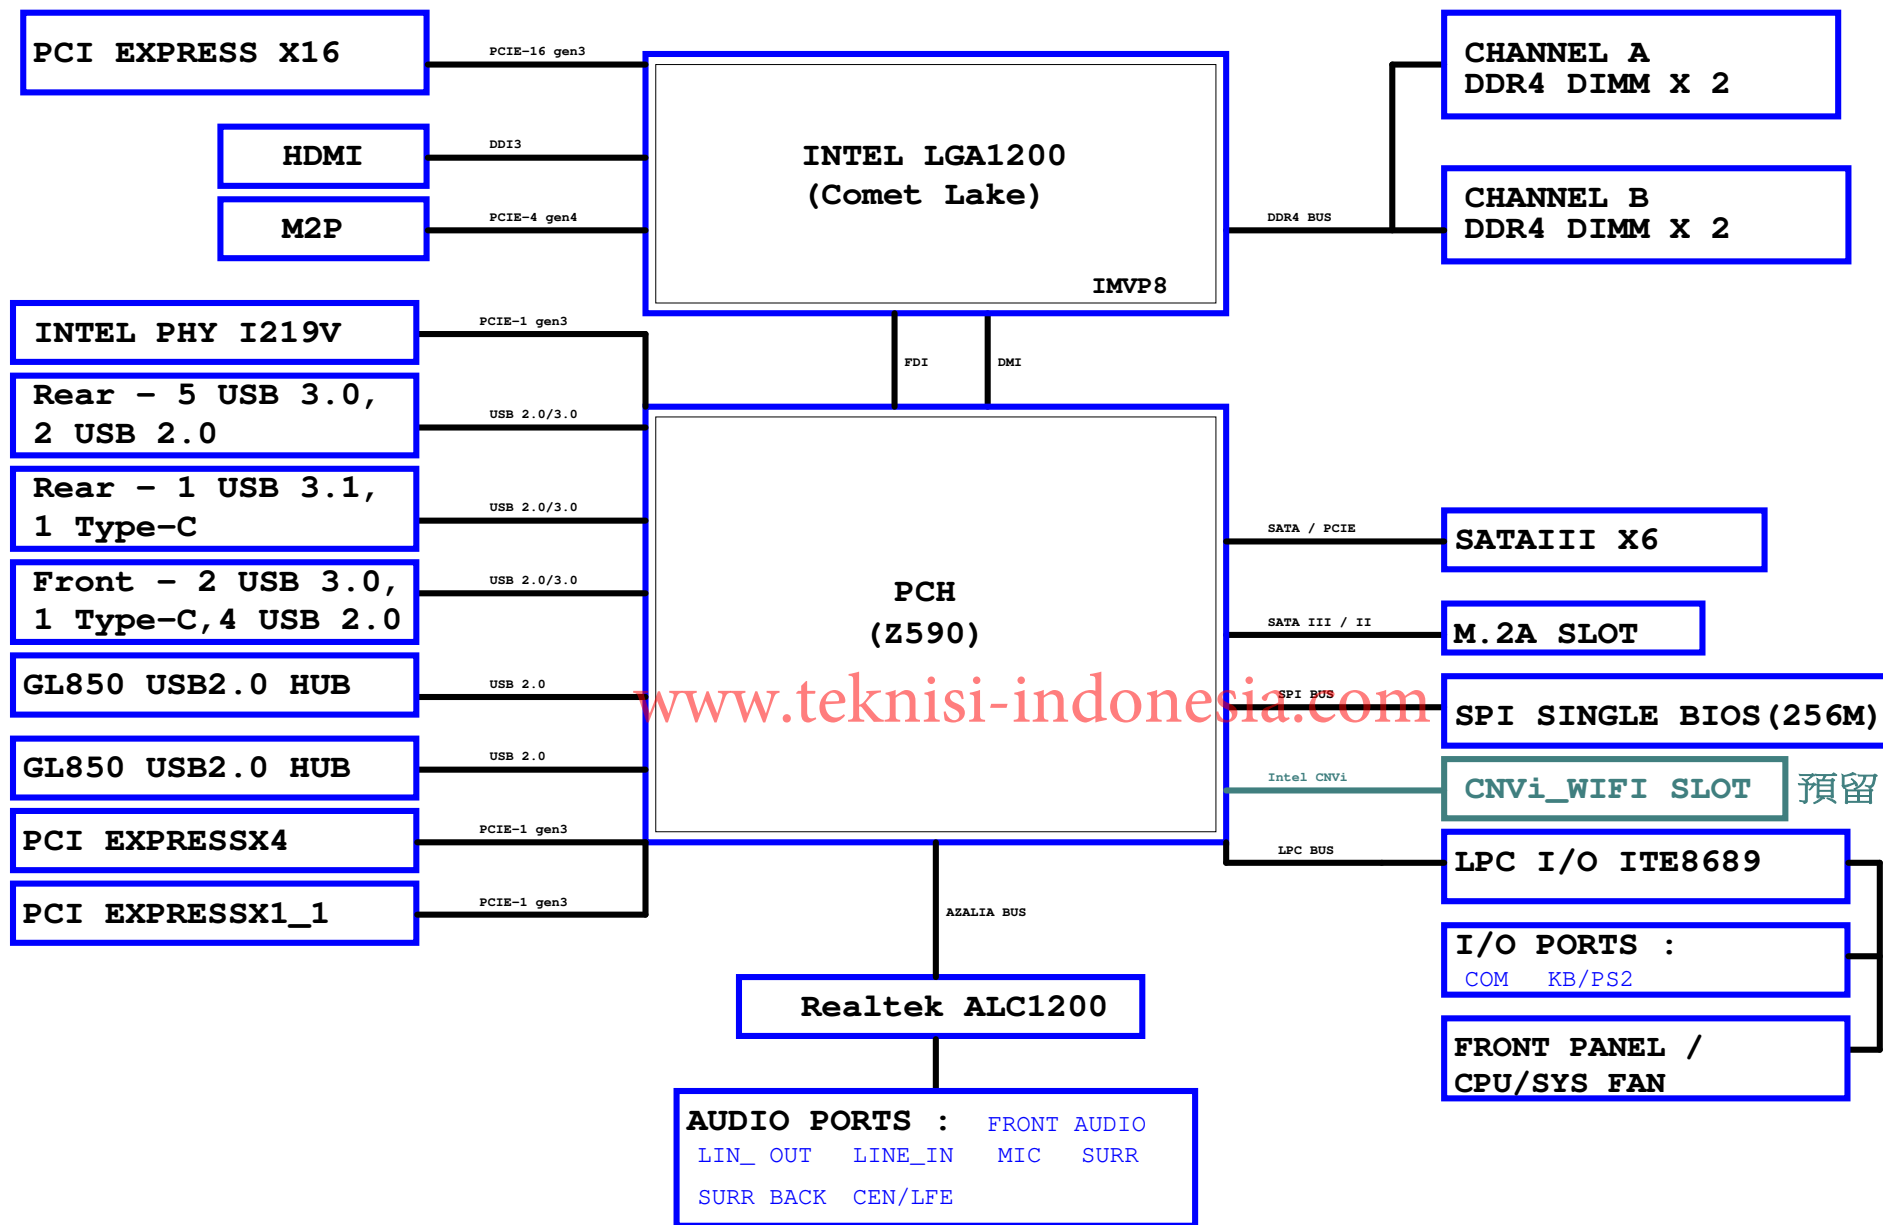 PCI EXPRESS X16
PCIE-16 gen3
HDMI
DDI3
M2P
PCIE-4 gen4
INTEL LGA1200
(Comet Lake)
IMVP8
DDR4 BUS
CHANNEL A
DDR4 DIMM X 2
CHANNEL B
DDR4 DIMM X 2
FDI
DMI
INTEL PHY I219V
PCIE-1 gen3
Rear - 5 USB 3.0,
2 USB 2.0
USB 2.0/3.0
Rear - 1 USB 3.1,
1 Type-C
USB 2.0/3.0
Front - 2 USB 3.0,
1 Type-C,4 USB 2.0
USB 2.0/3.0
GL850 USB2.0 HUB
USB 2.0
GL850 USB2.0 HUB
USB 2.0
PCI EXPRESSX4
PCIE-1 gen3
PCI EXPRESSX1_1
PCIE-1 gen3
PCH
(Z590)
www.teknisi-indonesia.com
SATA / PCIE
SATAIII X6
SATA III / II
M.2A SLOT
SPI BUS
SPI SINGLE BIOS(256M)
Intel CNVi
CNVi_WIFI SLOT 預留
LPC BUS
LPC I/O ITE8689
I/O PORTS :
COM KB/PS2
FRONT PANEL /
CPU/SYS FAN
AZALIA BUS
Realtek ALC1200
AUDIO PORTS : FRONT AUDIO
LIN_ OUT LINE_IN MIC SURR
SURR BACK CEN/LFE